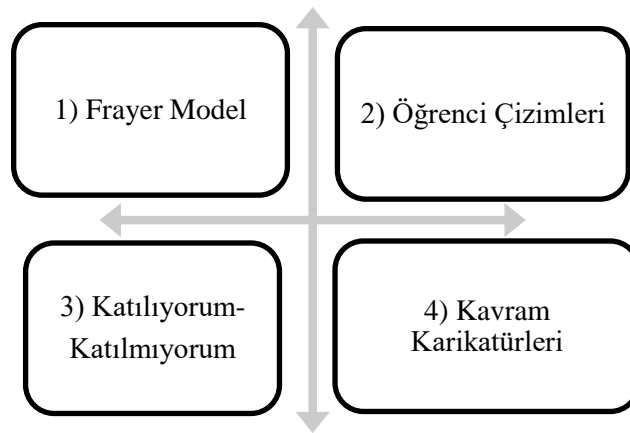 1) Frayer Model
2) Öğrenci Çizimleri
3) Katılıyorum-
Katılmıyorum
4) Kavram
Karikatürleri